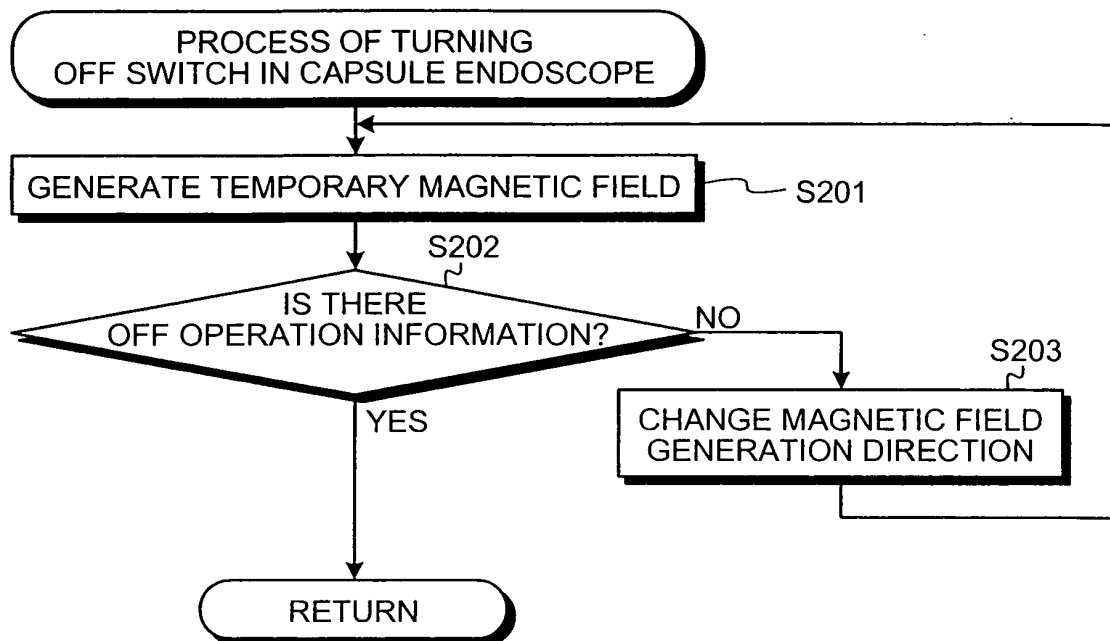 PROCESS OF TURNING
OFF SWITCH IN CAPSULE ENDOSCOPE
GENERATE TEMPORARY MAGNETIC FIELD
S201
S202
IS THERE
OFF OPERATION INFORMATION?
NO
YES
S203
CHANGE MAGNETIC FIELD
GENERATION DIRECTION
RETURN